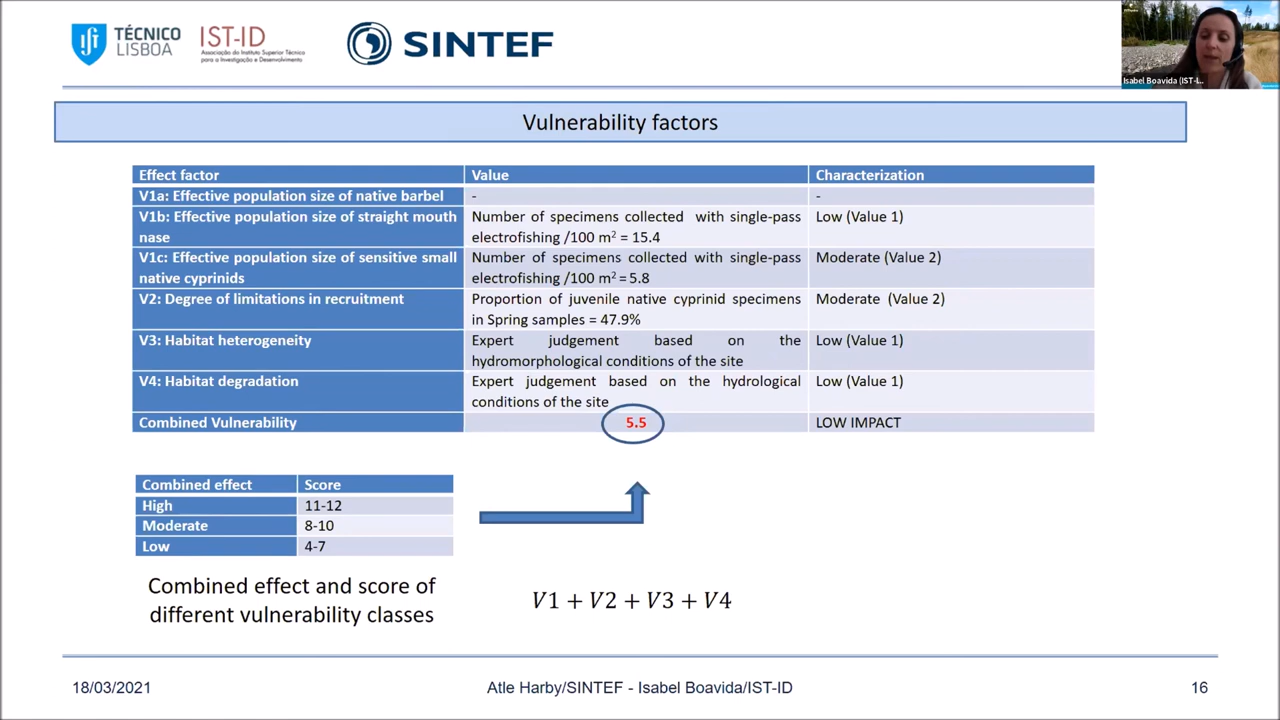 TÉCNICO
LISBOA
IST-ID
Associação do Instituto Superior Técnico
para a Investigação e Desenvolvimento
SINTEF
Isabel Boavida (IST-I...
Vulnerability factors
Effect factor Value Characterization
V1a: Effective population size of native barbel - -
V1b: Effective population size of straight mouth nase
Number of specimens collected with single-pass
electrofishing /100 m² = 15.4
Low (Value 1)
V1c: Effective population size of sensitive small
native cyprinids
Number of specimens collected with single-pass
electrofishing /100 m² = 5.8
Moderate (Value 2)
V2: Degree of limitations in recruitment
Proportion of juvenile native cyprinid specimens
in Spring samples = 47.9%
Moderate (Value 2)
V3: Habitat heterogeneity
Expert judgement based on the
hydromorphological conditions of the site
Low (Value 1)
V4: Habitat degradation
Expert judgement based on the hydrological
conditions of the site
Low (Value 1)
Combined Vulnerability 5.5 LOW IMPACT
Combined effect Score
High 11-12
Moderate 8-10
Low 4-7
Combined effect and score of
different vulnerability classes
V1 + V2 + V3 + V4
18/03/2021
Atle Harby/SINTEF - Isabel Boavida/IST-ID
16